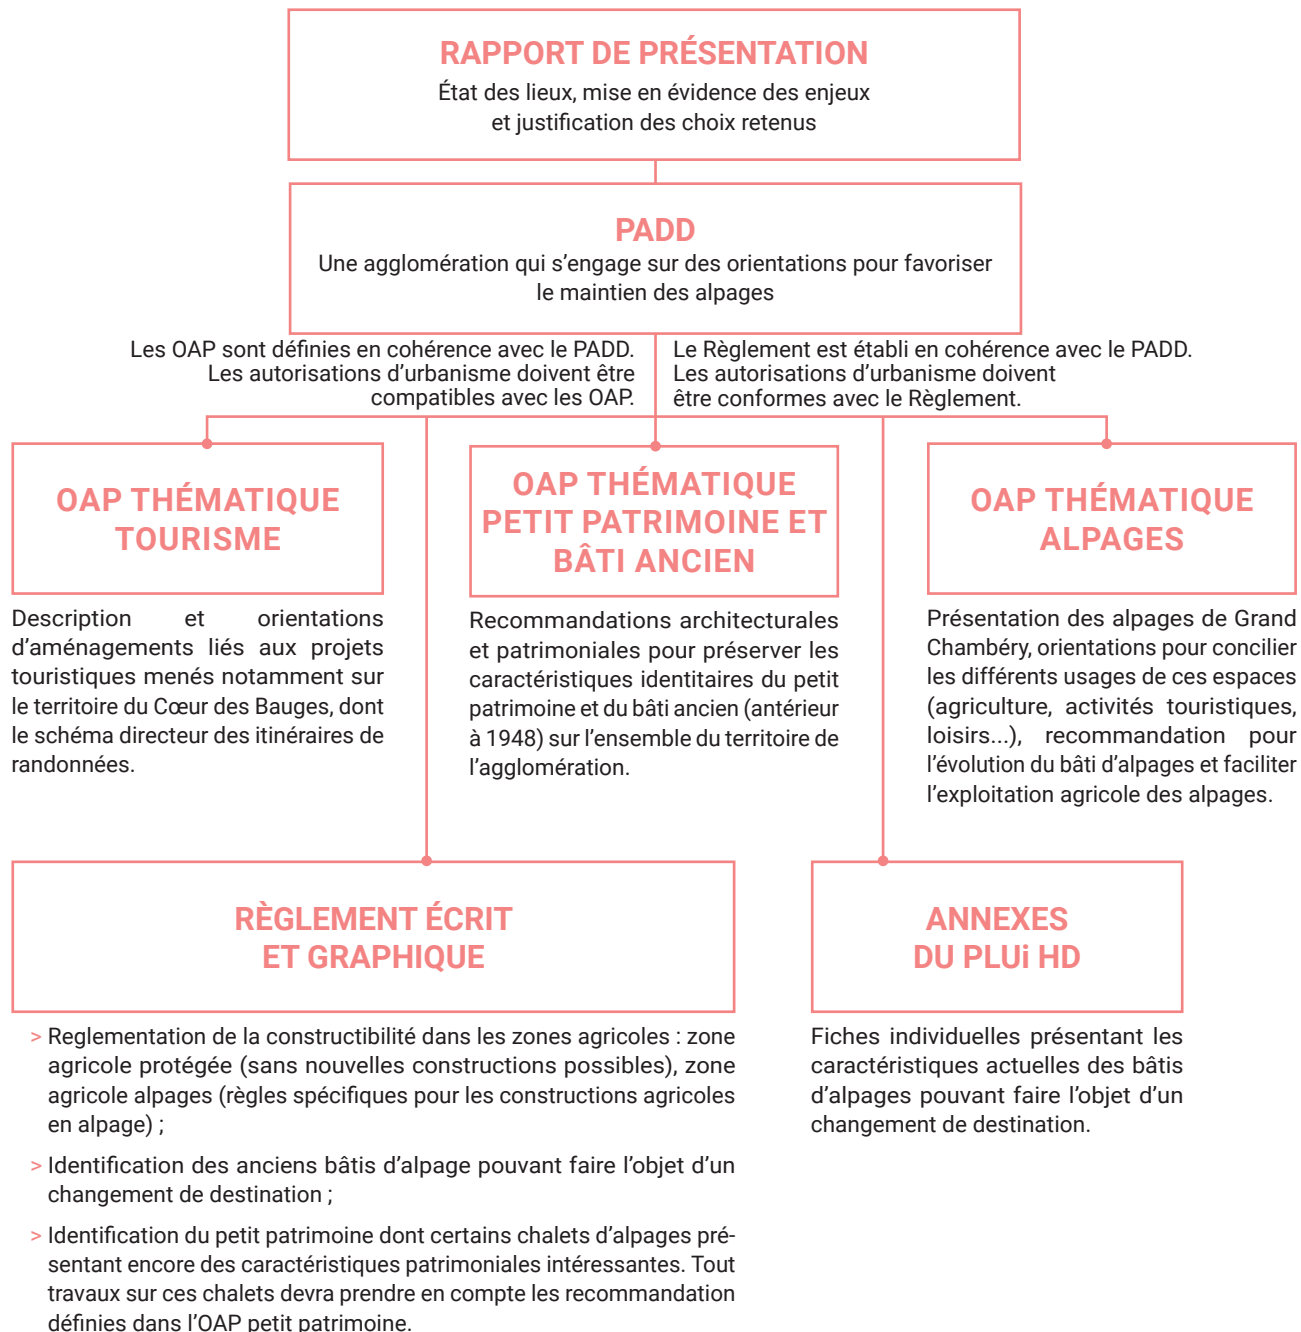 RAPPORT DE PRÉSENTATION
État des lieux, mise en évidence des enjeux
et justification des choix retenus
PADD
Une agglomération qui s’engage sur des orientations pour favoriser
le maintien des alpages
Les OAP sont définies en cohérence avec le PADD.
Les autorisations d’urbanisme doivent être
compatibles avec les OAP.
Le Règlement est établi en cohérence avec le PADD.
Les autorisations d’urbanisme doivent
être conformes avec le Règlement.
OAP THÉMATIQUE
TOURISME
Description et orientations
d’aménagements liés aux projets
touristiques menés notamment sur
le territoire du Cœur des Bauges, dont
le schéma directeur des itinéraires de
randonnées.
OAP THÉMATIQUE
PETIT PATRIMOINE ET
BÂTI ANCIEN
Recommandations architecturales
et patrimoniales pour préserver les
caractéristiques identitaires du petit
patrimoine et du bâti ancien (antérieur
à 1948) sur l’ensemble du territoire de
l’agglomération.
OAP THÉMATIQUE
ALPAGES
Présentation des alpages de Grand
Chambéry, orientations pour concilier
les différents usages de ces espaces
(agriculture, activités touristiques,
loisirs...), recommandation pour
l’évolution du bâti d’alpages et faciliter
l’exploitation agricole des alpages.
RÈGLEMENT ÉCRIT
ET GRAPHIQUE
> Reglementation de la constructibilité dans les zones agricoles : zone
agricole protégée (sans nouvelles constructions possibles), zone
agricole alpages (règles spécifiques pour les constructions agricoles
en alpage) ;
> Identification des anciens bâtis d’alpage pouvant faire l’objet d’un
changement de destination ;
> Identification du petit patrimoine dont certains chalets d’alpages pré-
sentant encore des caractéristiques patrimoniales intéressantes. Tout
travaux sur ces chalets devra prendre en compte les recommandation
définies dans l’OAP petit patrimoine.
ANNEXES
DU PLUi HD
Fiches individuelles présentant les
caractéristiques actuelles des bâtis
d’alpages pouvant faire l’objet d’un
changement de destination.